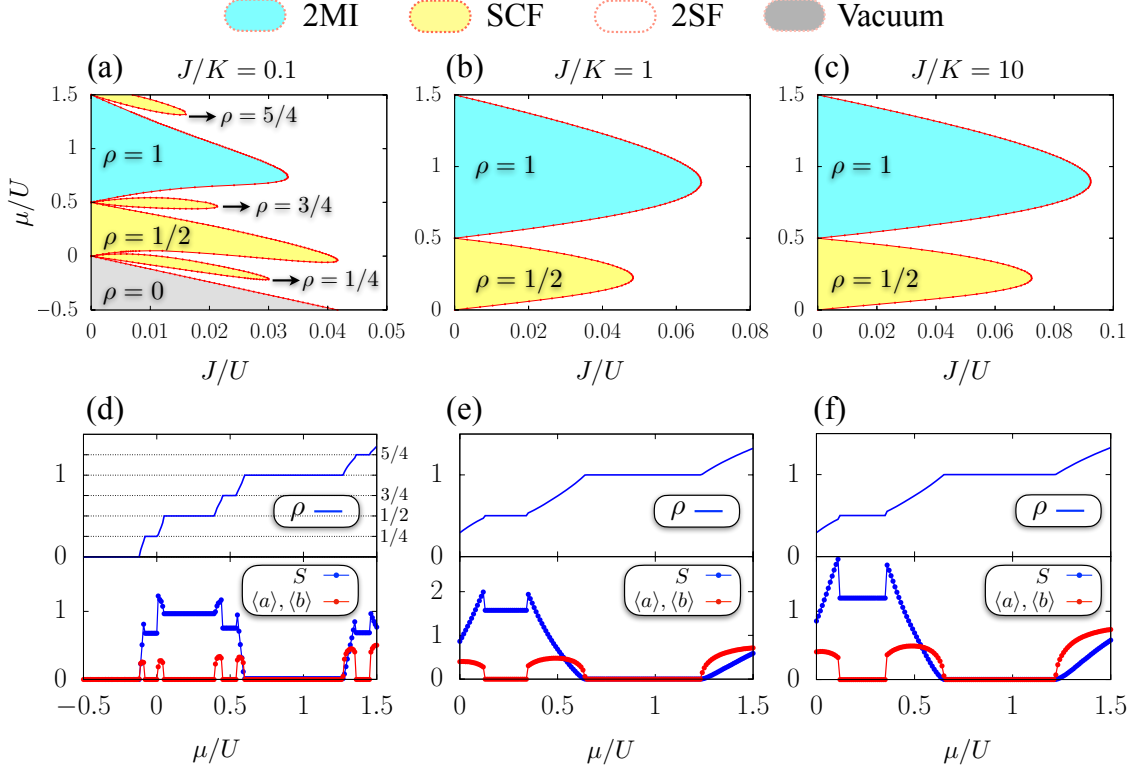 2MI SCF 2SF Vacuum
(a) J/K = 0.1 (b) J/K = 1 (c) J/K = 10
1.5 1 0.5 0 −0.5
μ/U
ρ = 1
ρ = 1/2
ρ = 0
ρ = 5/4
ρ = 3/4
ρ = 1/4
0 0.01 0.02 0.03 0.04 0.05
J/U
1.5 1 0.5 0
ρ = 1
ρ = 1/2
0 0.02 0.04 0.06 0.08
J/U
1.5 1 0.5 0
ρ = 1
ρ = 1/2
0 0.02 0.04 0.06 0.08 0.1
J/U
(d) (e) (f)
1 0
5/4
1
3/4
1/2
1/4
ρ
1 0
S
⟨a⟩, ⟨b⟩
−0.5 0 0.5 1 1.5
μ/U
1 0
ρ
2 1 0
S
⟨a⟩, ⟨b⟩
0 0.5 1 1.5
μ/U
1 0
ρ
1 0
S
⟨a⟩, ⟨b⟩
0 0.5 1 1.5
μ/U